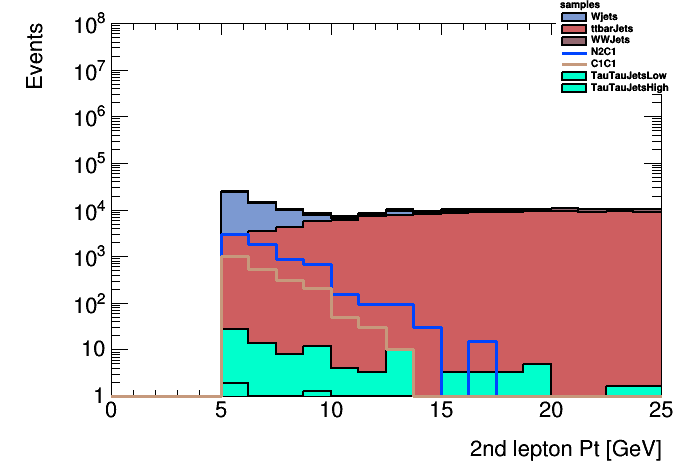 samples
Wjets
ttbarJets
WWJets
N2C1
C1C1
TauTauJetsLow
TauTauJetsHigh
Events
10^8
10^7
10^6
10^5
10^4
10^3
10^2
10
1
0 5 10 15 20 25
2nd lepton Pt [GeV]